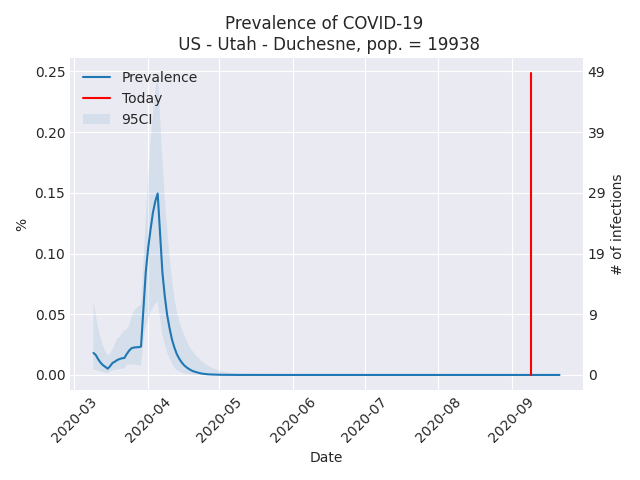 Prevalence of COVID-19
US - Utah - Duchesne, pop. = 19938
Prevalence
Today
95CI
0.25
0.20
0.15
0.10
0.05
0.00
%
49
39
29
19
9
0
# of infections
2020-03
2020-04
2020-05
2020-06
2020-07
2020-08
2020-09
Date